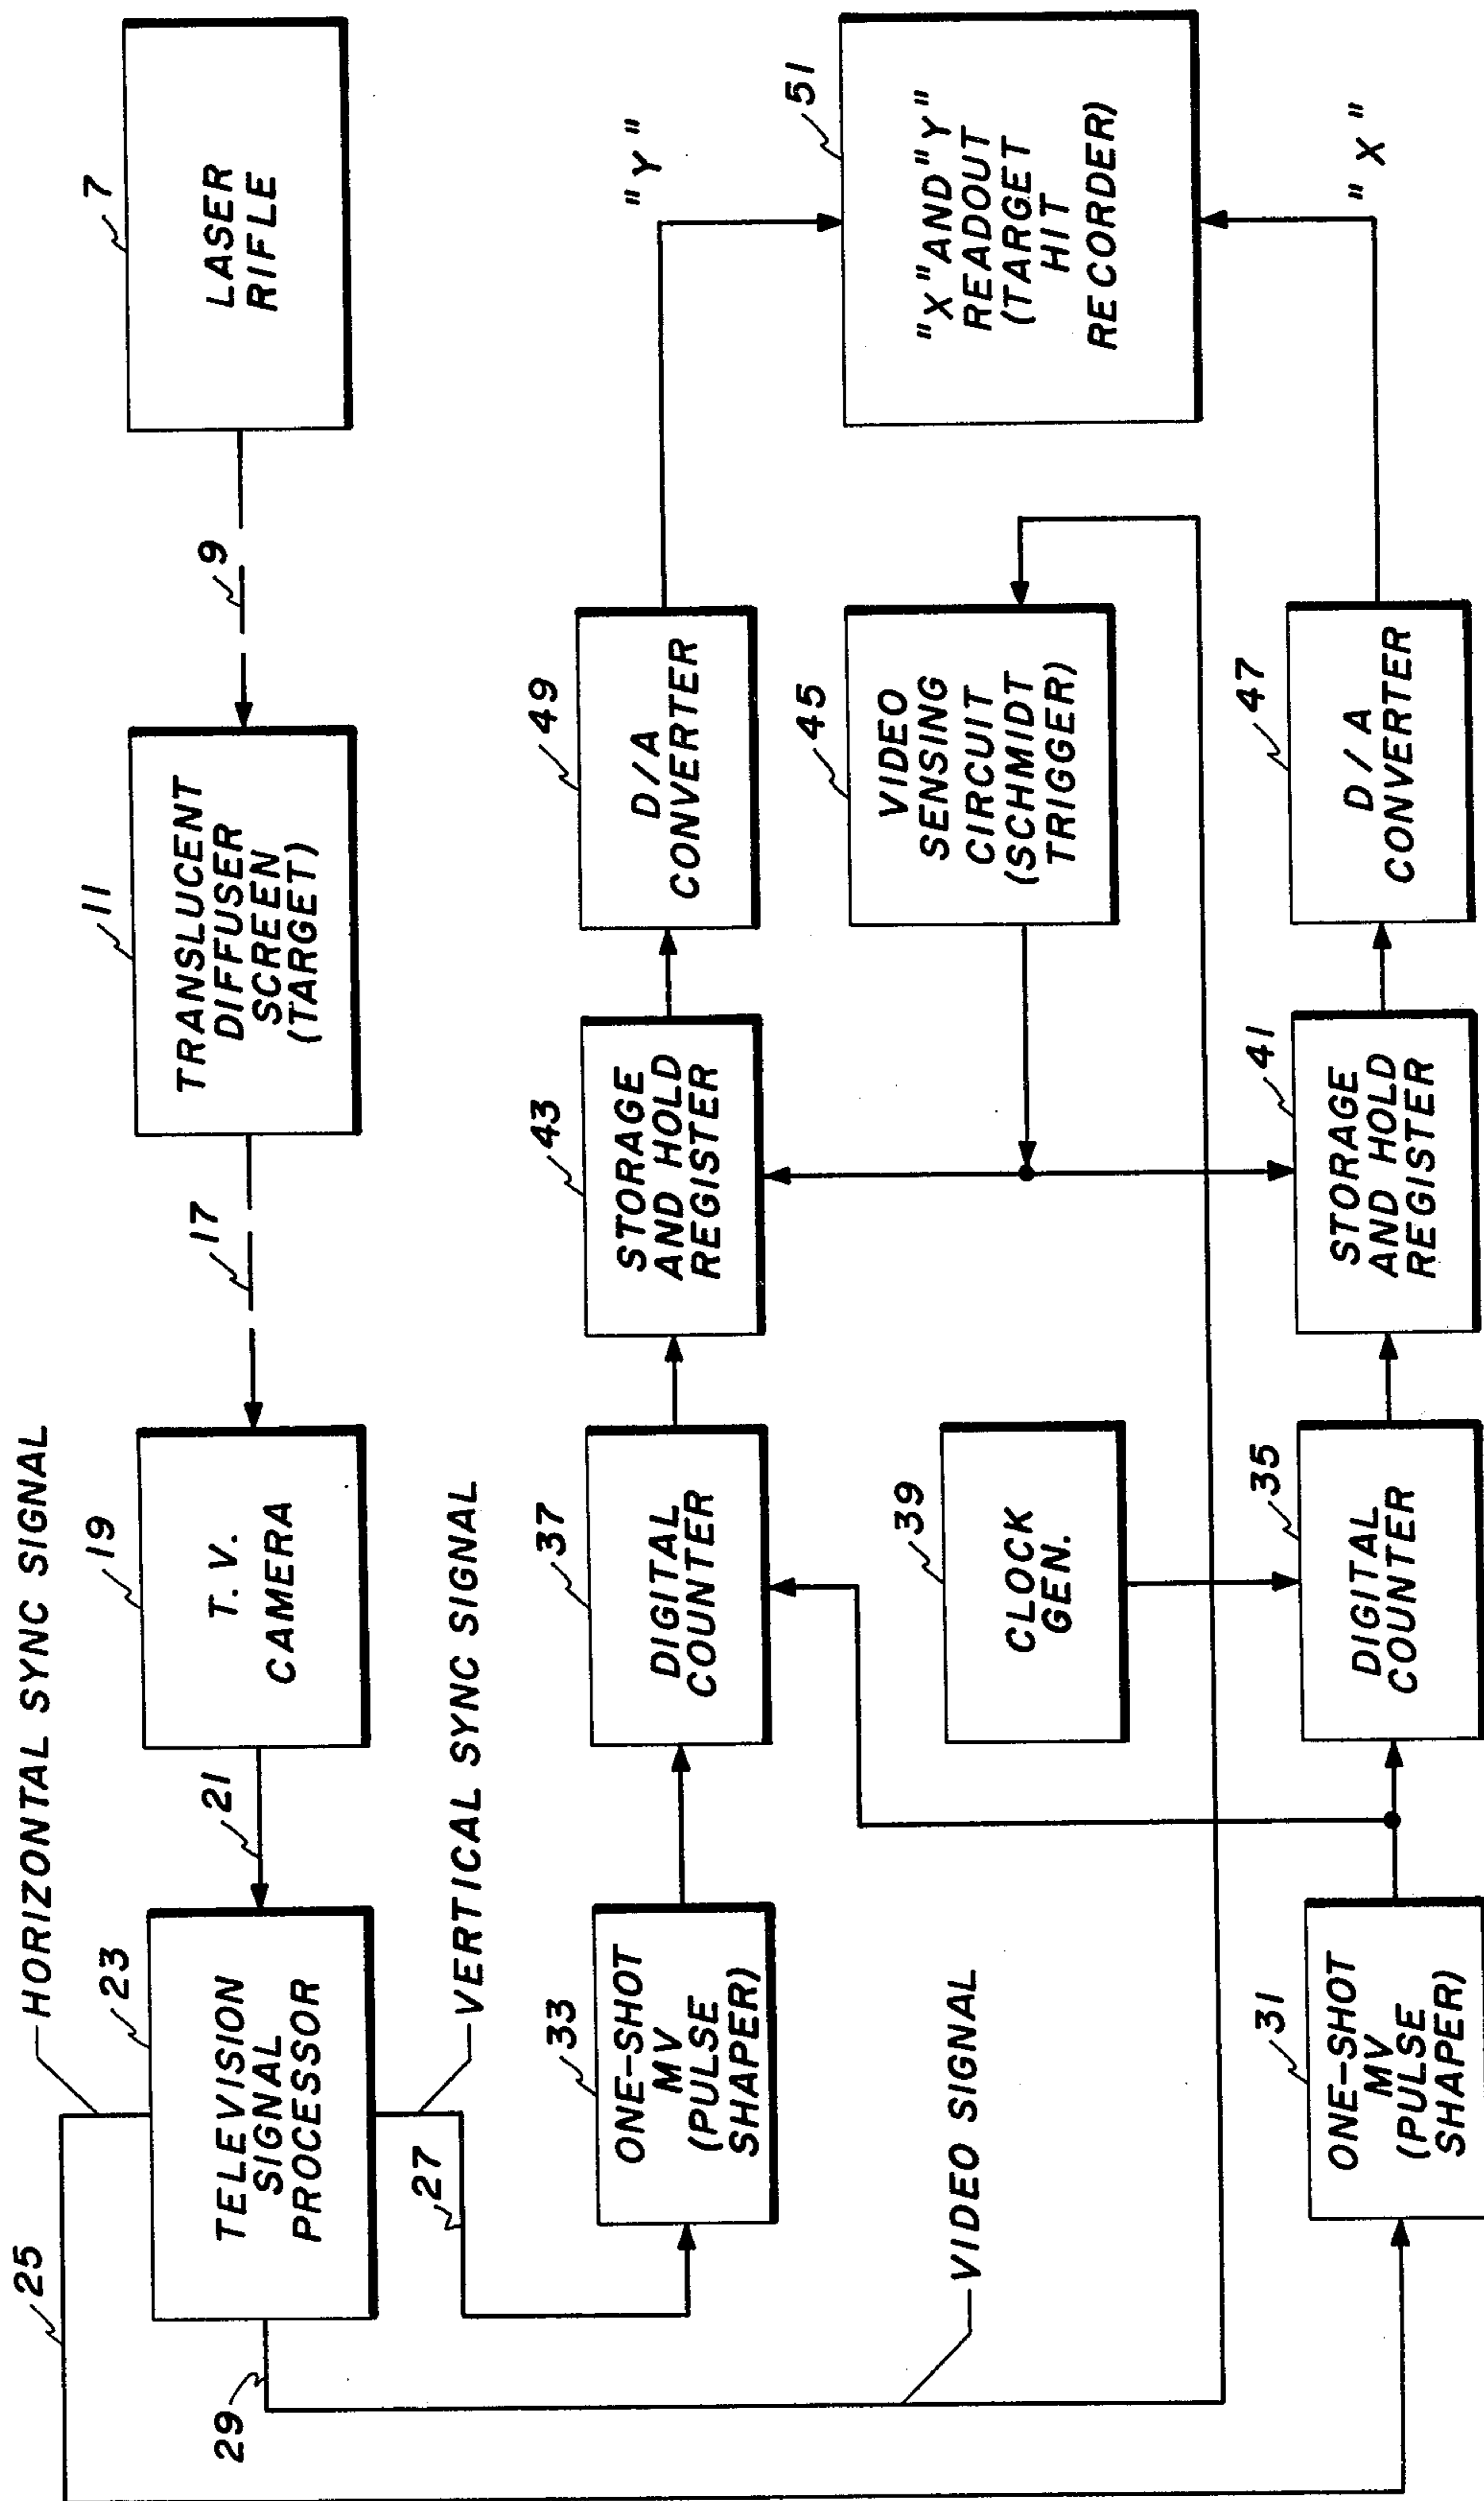 HORIZONTAL SYNC SIGNAL
25
23
TELEVISION
SIGNAL
PROCESSOR
21
19
T.V.
CAMERA
17
11
TRANSLUCENT
DIFFUSER
SCREEN
(TARGET)
9
7
LASER
RIFLE
29
27
VERTICAL SYNC SIGNAL
33
ONE-SHOT
MV
(PULSE
SHAPER)
37
DIGITAL
COUNTER
43
STORAGE
AND HOLD
REGISTER
49
D/A
CONVERTER
"Y"
VIDEO SIGNAL
39
CLOCK
GEN.
45
VIDEO
SENSING
CIRCUIT
(SCHMIDT
TRIGGER)
51
"X" AND "Y"
READOUT
(TARGET
HIT
RECORDER)
31
ONE-SHOT
MV
(PULSE
SHAPER)
35
DIGITAL
COUNTER
41
STORAGE
AND HOLD
REGISTER
47
D/A
CONVERTER
"X"